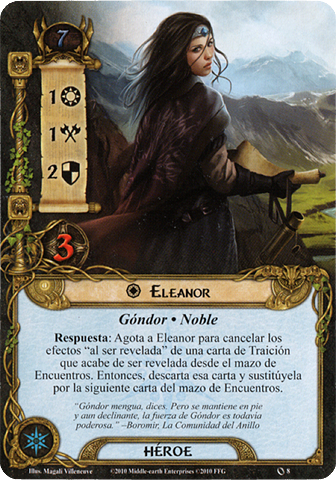 7
1
1
2
3
Eleanor
Góndor • Noble
Respuesta: Agota a Eleanor para cancelar los
efectos “al ser revelada” de una carta de Traición
que acabe de ser revelada desde el mazo de
Encuentros. Entonces, descarta esa carta y sustitúyela
por la siguiente carta del mazo de Encuentros.
“Góndor mengua, dices. Pero se mantiene en pie
y aun declinante, la fuerza de Góndor es todavía
poderosa.” –Boromir, La Comunidad del Anillo
HÉROE
Illus. Magali Villeneuve ©2010 Middle-earth Enterprises ©2010 FFG 8